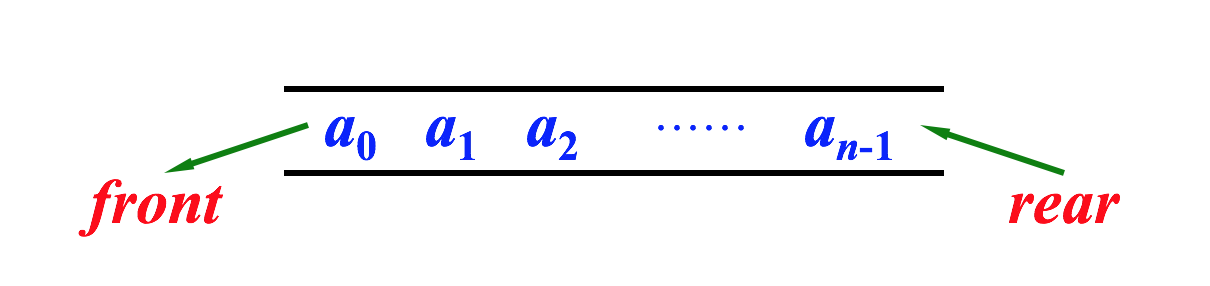 a₀ a₁ a₂ ······ aₙ₋₁
front rear